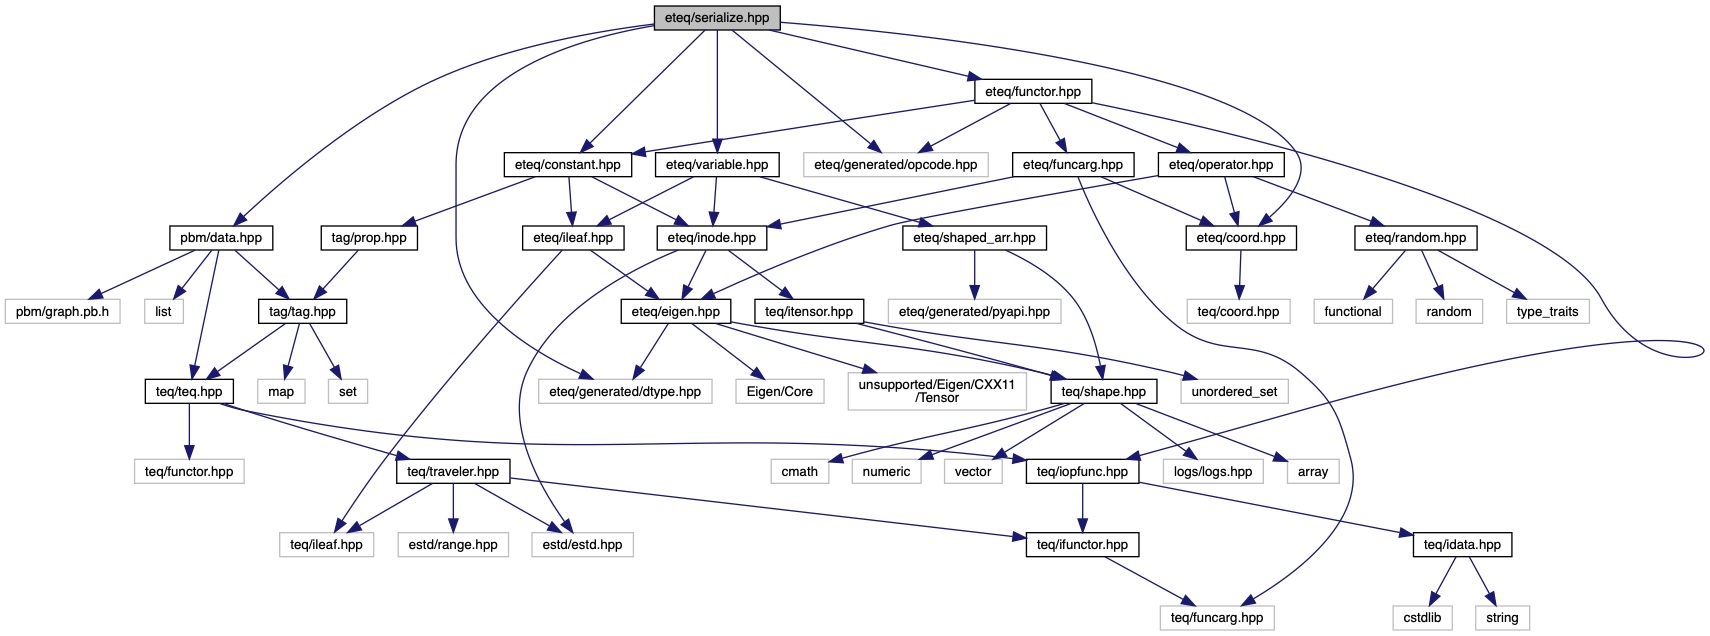 eteq/serialize.hpp
eteq/functor.hpp
eteq/constant.hpp
eteq/variable.hpp
eteq/generated/opcode.hpp
eteq/funcarg.hpp
eteq/operator.hpp
pbm/data.hpp
tag/prop.hpp
eteq/ileaf.hpp
eteq/inode.hpp
eteq/shaped_arr.hpp
eteq/coord.hpp
eteq/random.hpp
pbm/graph.pb.h
list
tag/tag.hpp
eteq/eigen.hpp
teq/itensor.hpp
eteq/generated/pyapi.hpp
teq/coord.hpp
functional
random
type_traits
teq/teq.hpp
map
set
eteq/generated/dtype.hpp
Eigen/Core
unsupported/Eigen/CXX11
/Tensor
teq/shape.hpp
unordered_set
teq/functor.hpp
teq/traveler.hpp
cmath
numeric
vector
teq/iopfunc.hpp
logs/logs.hpp
array
teq/ileaf.hpp
estd/range.hpp
estd/estd.hpp
teq/ifunctor.hpp
teq/idata.hpp
teq/funcarg.hpp
cstdlib
string